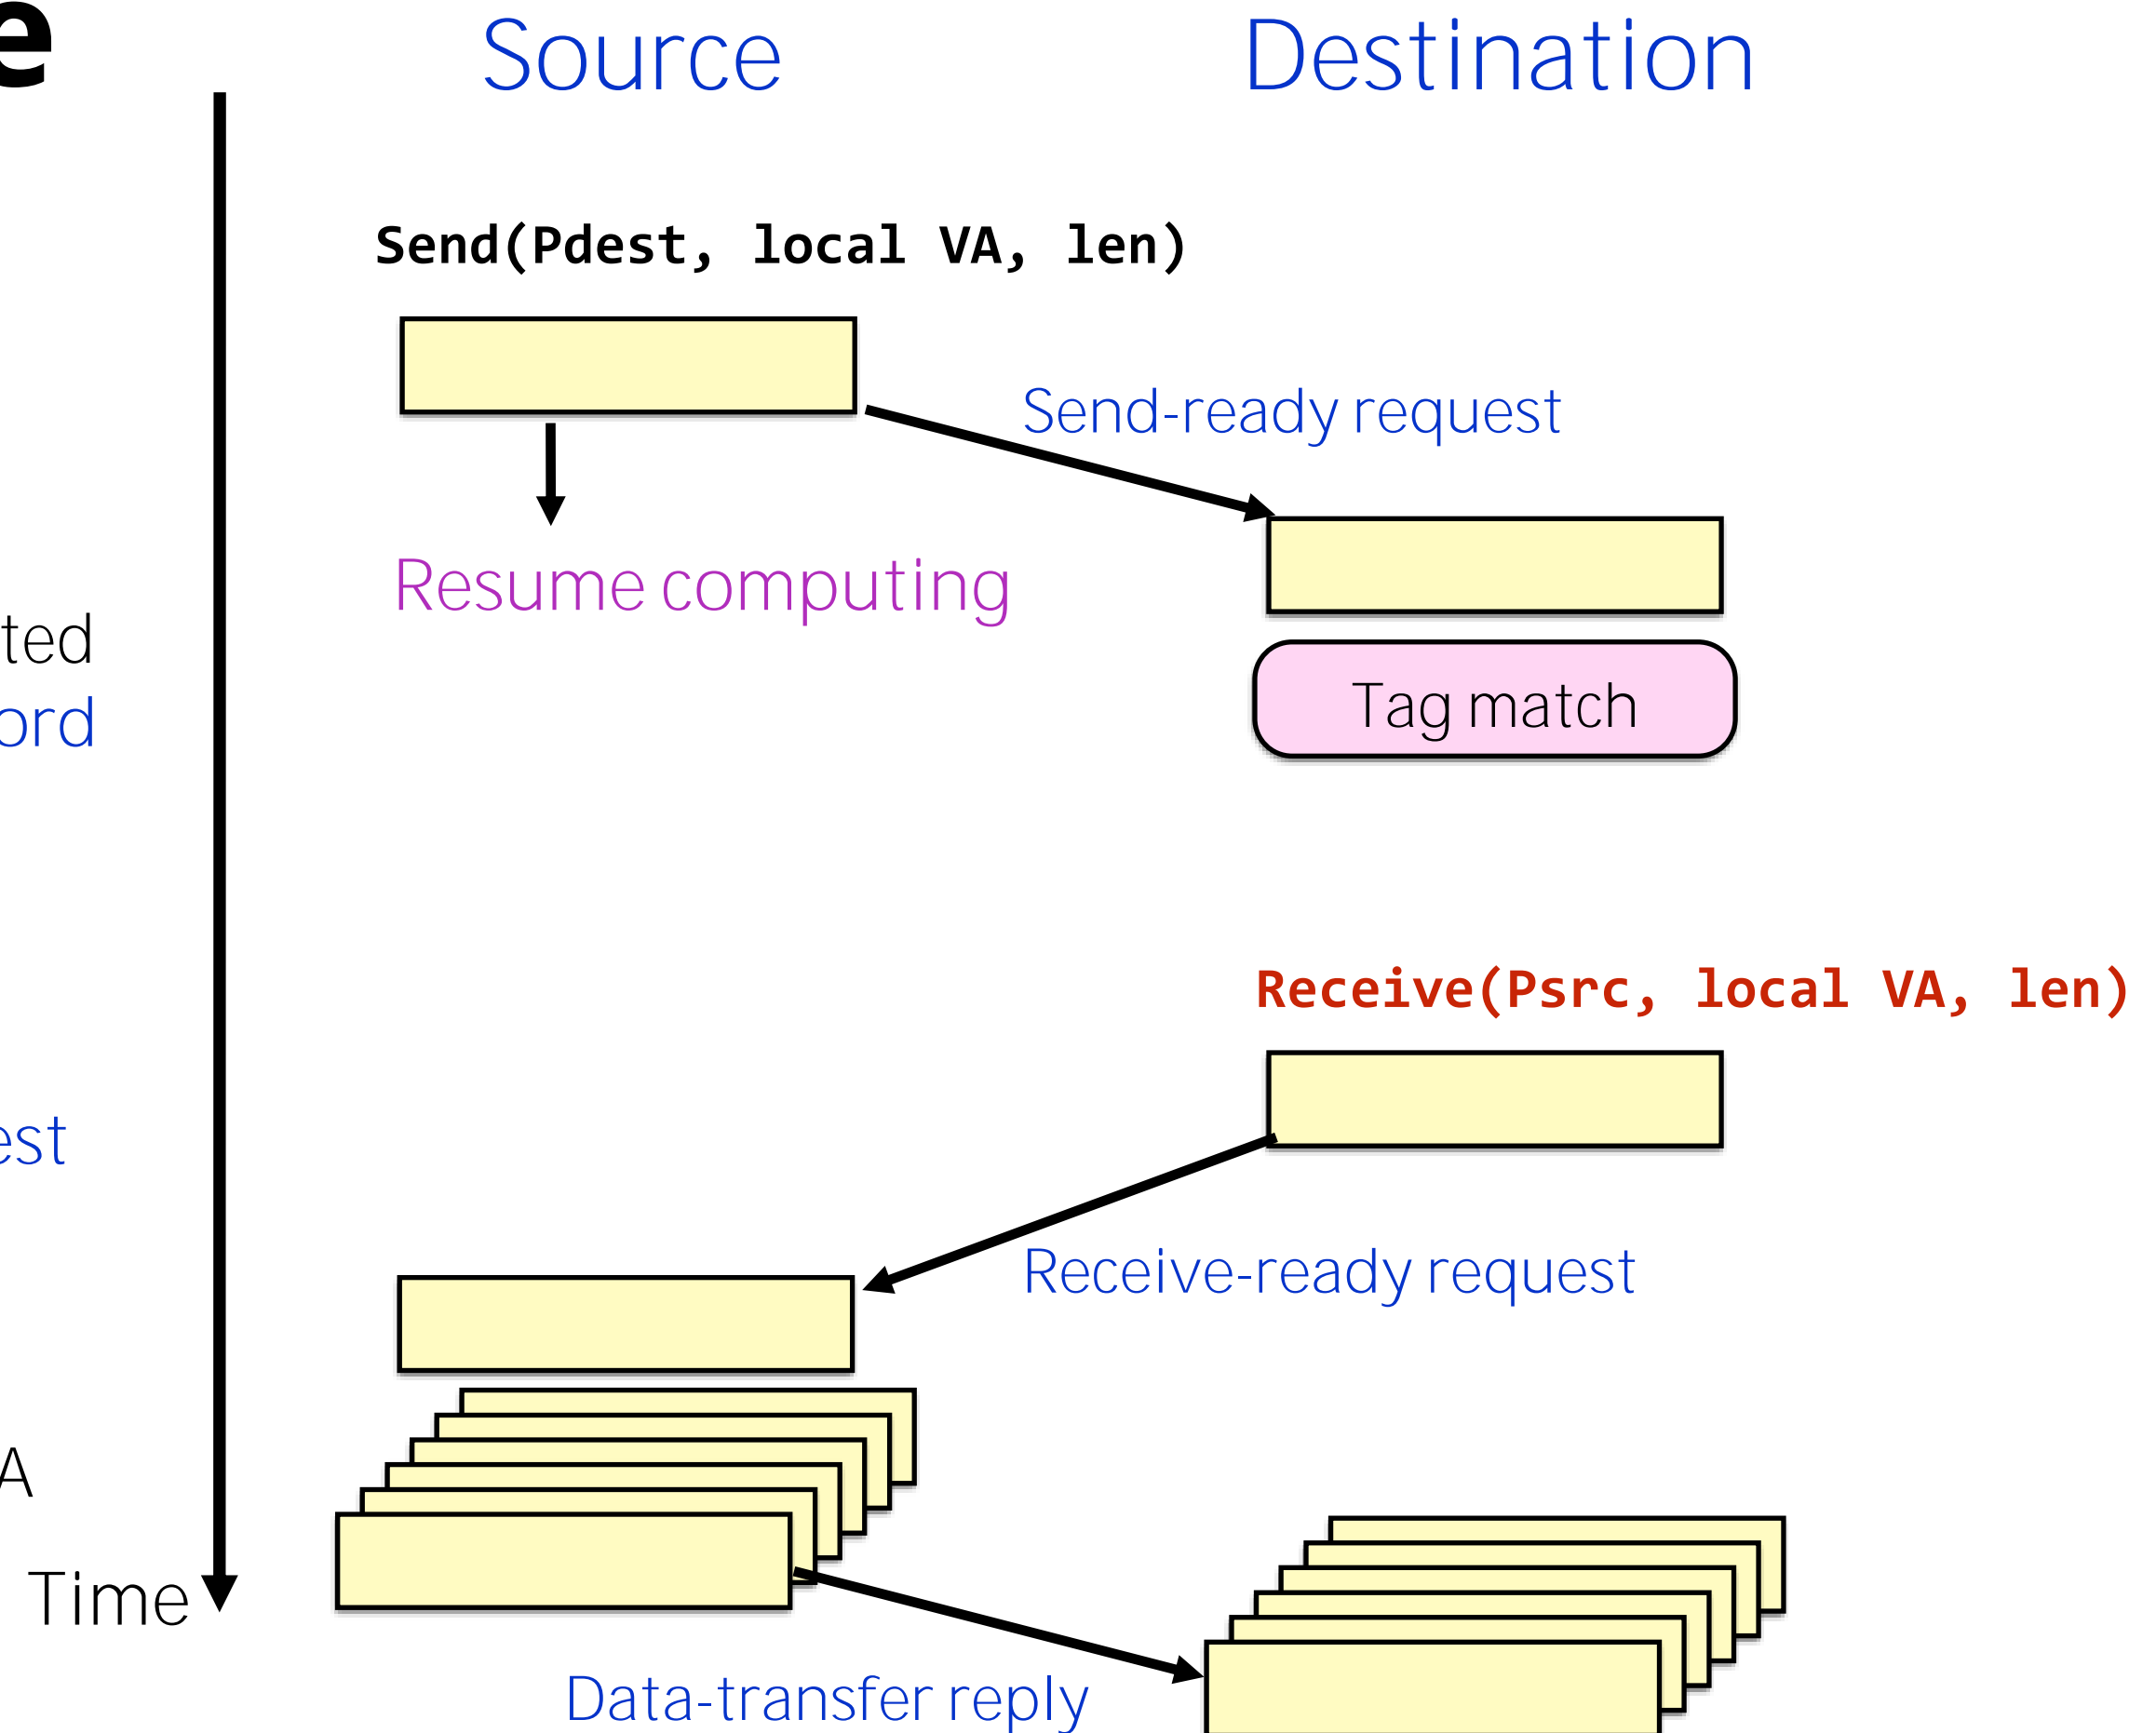 e
Source
Destination
Send(Pdest, local VA, len)
Send-ready request
Resume computing
ted
ord
Tag match
Receive(Psrc, local VA, len)
est
Receive-ready request
A
Time
Data-transfer reply